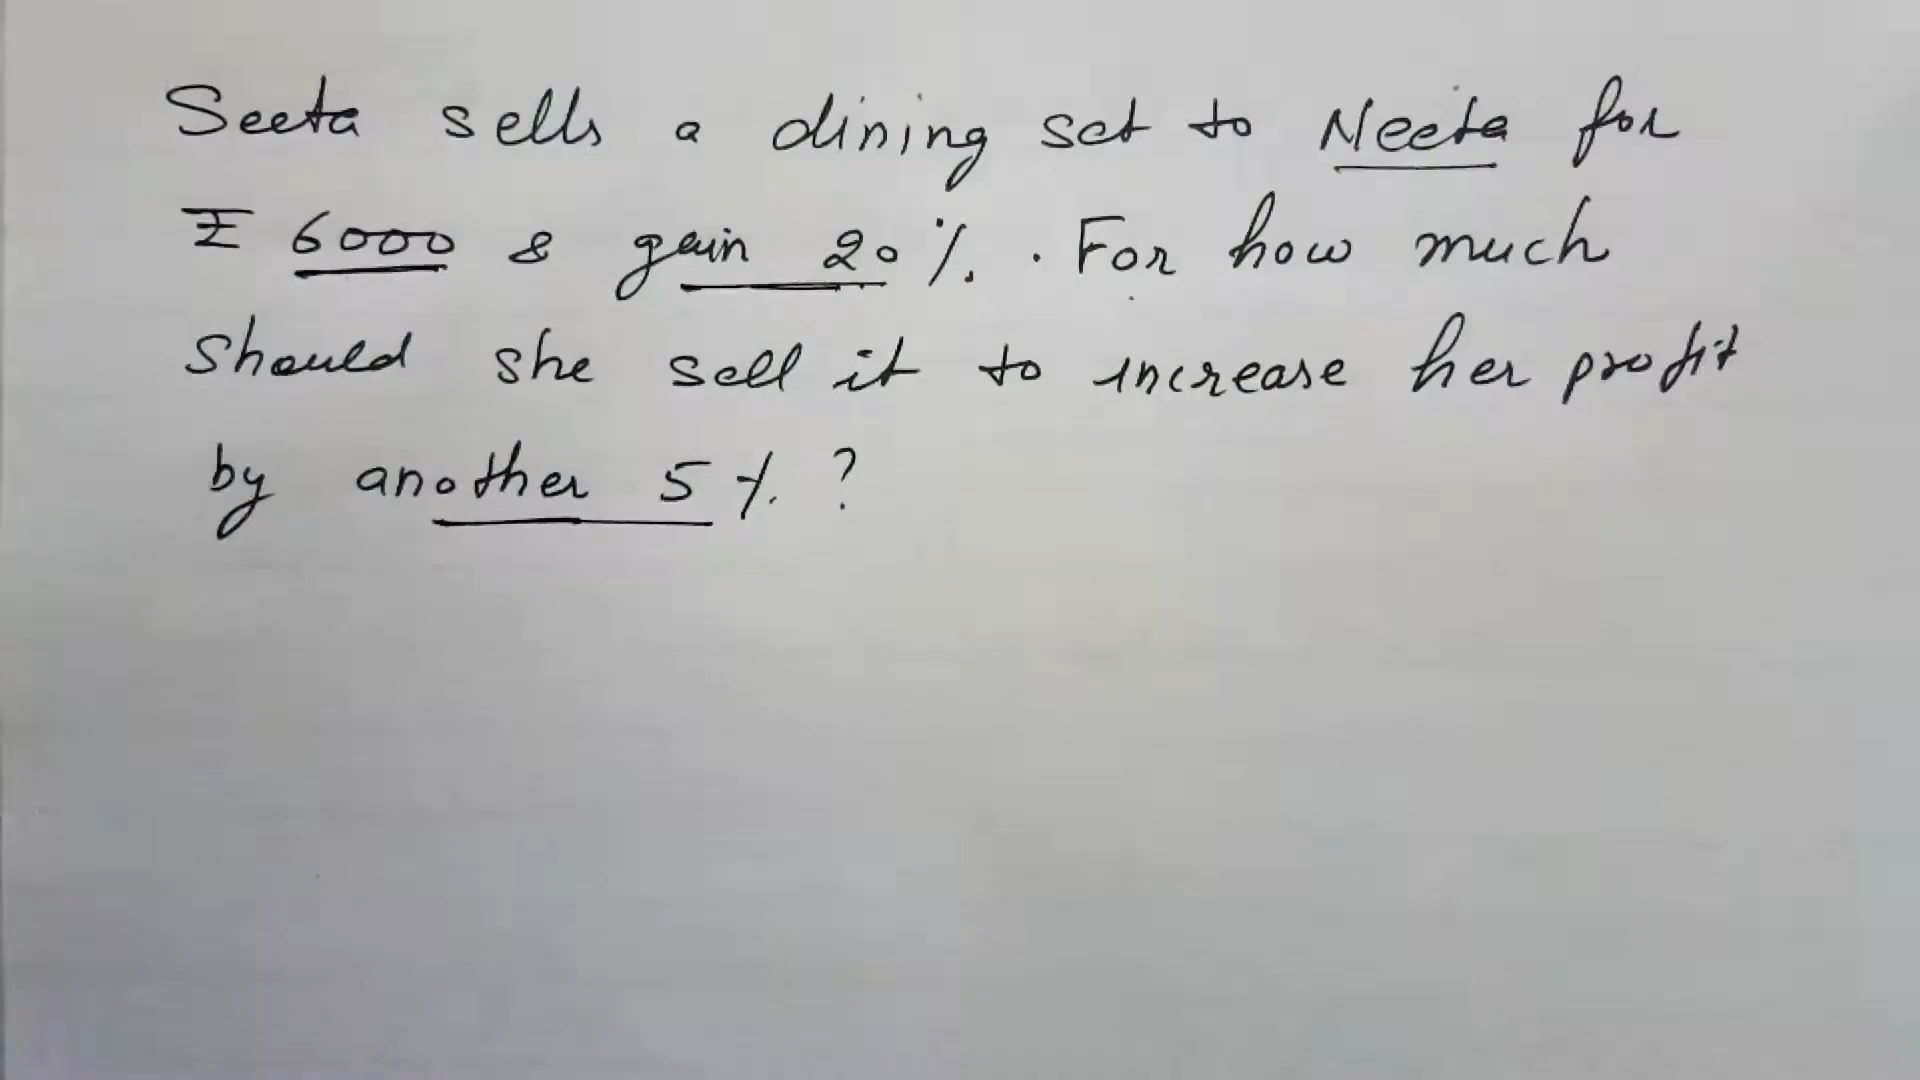 Seeta sells a dining set to Neeta for
₹ 6000 & gain 20%. For how much
should she sell it to increase her profit
by another 5%?